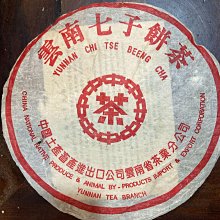 雲南七子餅茶
YUNNAN CHI TSE BEENG CHA
茶
CHINA NATIONAL NATIVE PRODUCE & ANIMAL BY-PRODUCTS IMPORT & EXPORT CORPORATION
中國土產畜產進出口公司雲南省茶葉分公司
YUNNAN TEA BRANCH